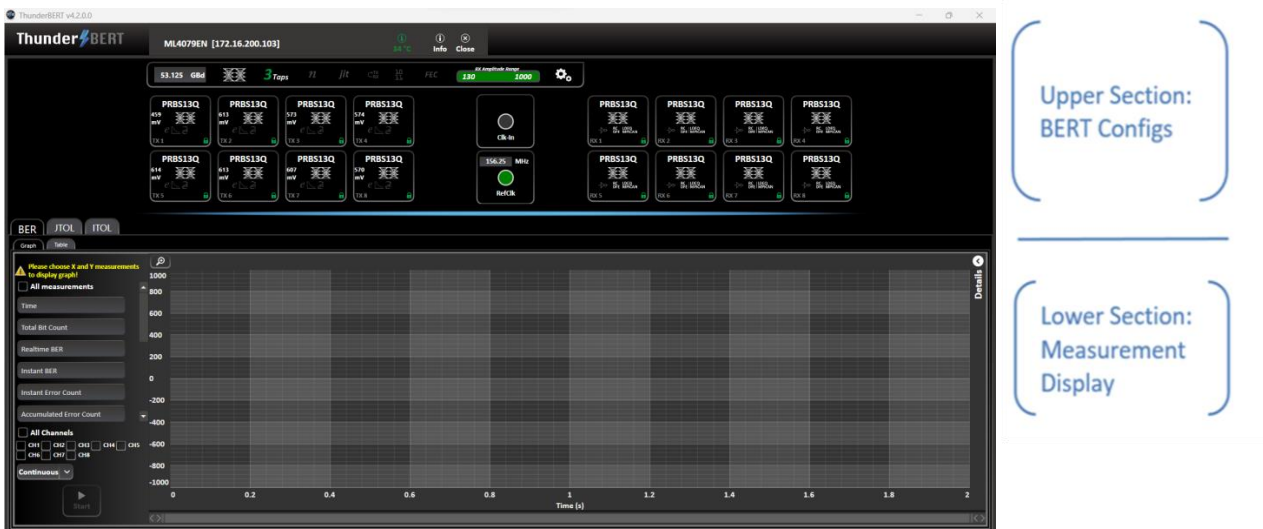 ThunderBERT v4.2.0.0
Thunder BERT
ML4079EN [172.16.200.103]
Info Close
53.125 GBd
3 Taps
FEC
RX Amplitude Range
130 1000
PRBS13Q PRBS13Q PRBS13Q PRBS13Q
459 mV 613 mV 573 mV 574 mV
TX 1 TX 2 TX 3 TX 4
Clk-In
PRBS13Q PRBS13Q PRBS13Q PRBS13Q
RX 1 RX 2 RX 3 RX 4
PRBS13Q PRBS13Q PRBS13Q PRBS13Q
614 mV 613 mV 607 mV 570 mV
TX 5 TX 6 TX 7 TX 8
156.25 MHz
RefClk
PRBS13Q PRBS13Q PRBS13Q PRBS13Q
RX 5 RX 6 RX 7 RX 8
BER JTOL ITOL
Graph Table
Please choose X and Y measurements
to display graph!
All measurements
Time
Total Bit Count
Realtime BER
Instant BER
Instant Error Count
Accumulated Error Count
All Channels
CH1 CH2 CH3 CH4 CH5
CH6 CH7 CH8
Continuous
Start
1000
800
600
400
200
0
-200
-400
-600
-800
-1000
0 0.2 0.4 0.6 0.8 1 1.2 1.4 1.6 1.8 2
Time (s)
Details
Upper Section:
BERT Configs
Lower Section:
Measurement
Display